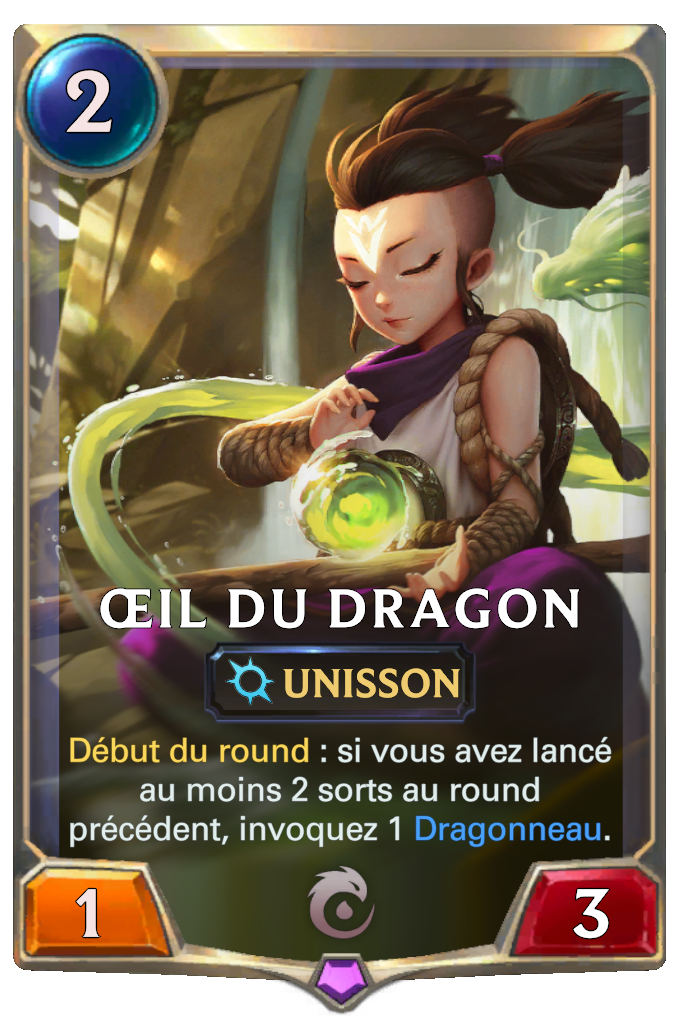 2
ŒIL DU DRAGON
UNISSON
Début du round : si vous avez lancé
au moins 2 sorts au round
précédent, invoquez 1 Dragonneau.
1
3